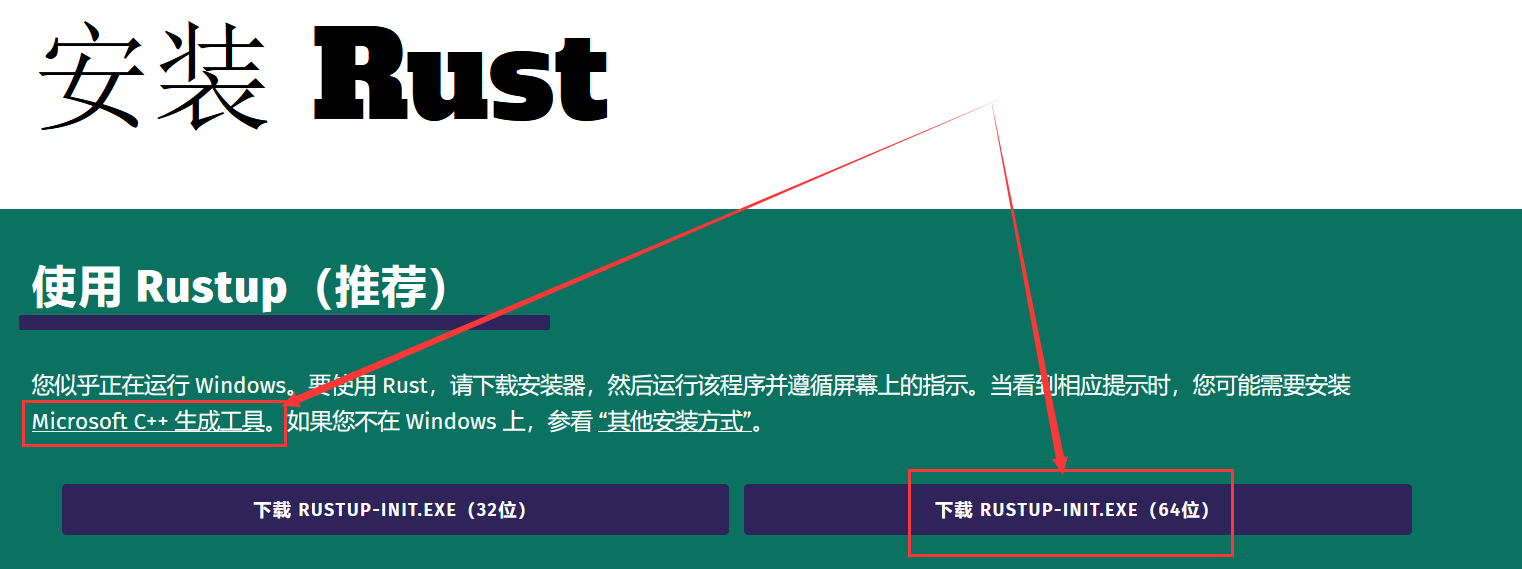 安装 Rust
使用 Rustup（推荐）
您似乎正在运行 Windows。要使用 Rust，请下载安装器，然后运行该程序并遵循屏幕上的指示。当看到相应提示时，您可能需要安装
Microsoft C++ 生成工具。如果您不在 Windows 上，参看 “其他安装方式”。
下载 RUSTUP-INIT.EXE（32位）
下载 RUSTUP-INIT.EXE（64位）